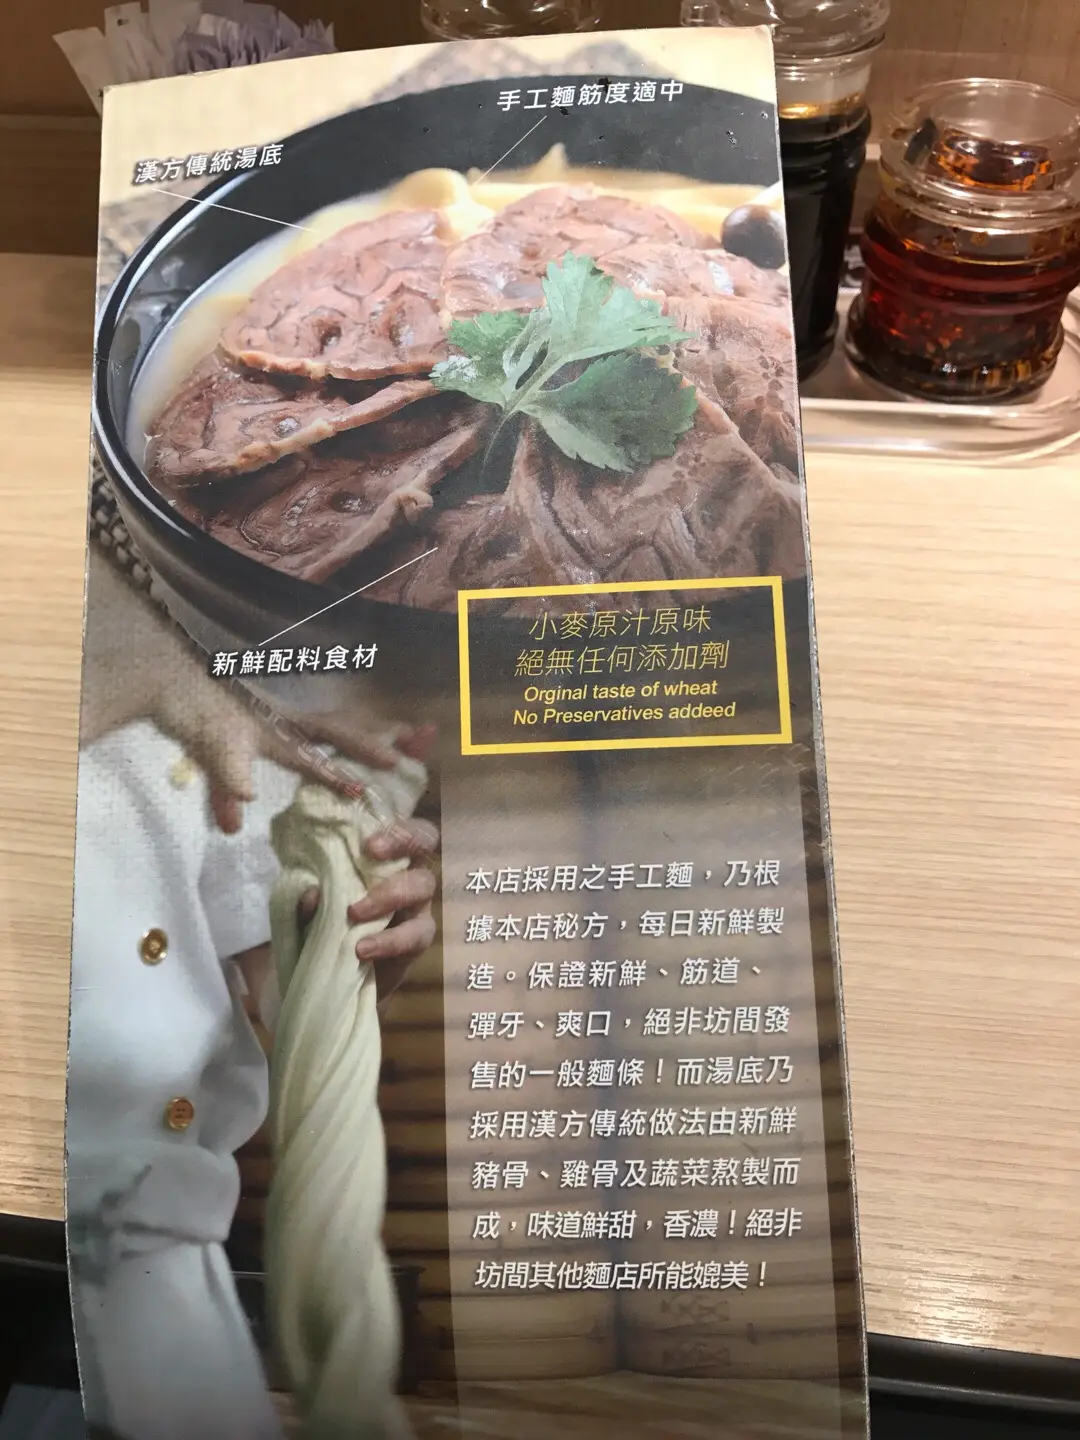 手工麵筋度適中
漢方傳統湯底
新鮮配料食材
小麥原汁原味
絕無任何添加劑
Orginal taste of wheat
No Preservatives addeed
本店採用之手工麵，乃根
據本店秘方，每日新鮮製
造。保證新鮮、筋道、
彈牙、爽口，絕非坊間發
售的一般麵條！而湯底乃
採用漢方傳統做法由新鮮
豬骨、雞骨及蔬菜熬製而
成，味道鮮甜，香濃！絕非
坊間其他麵店所能媲美！